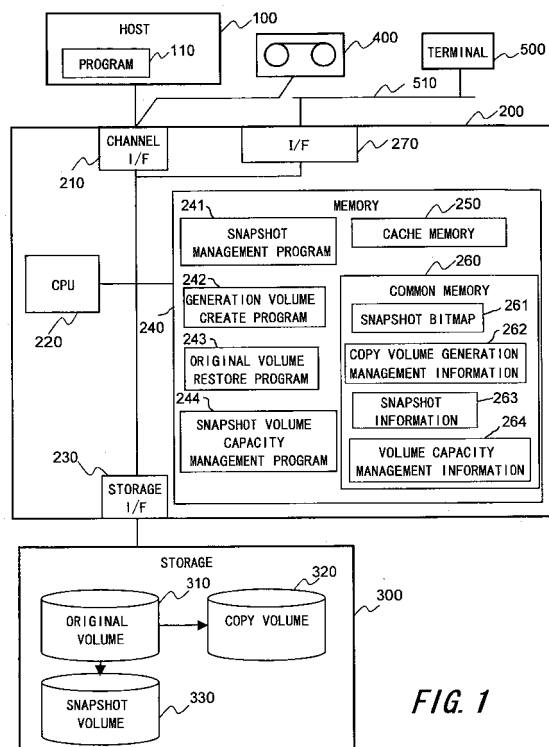 HOST
100
PROGRAM
110
400
TERMINAL
500
510
200
CHANNEL
I/F
210
I/F
270
MEMORY
241
SNAPSHOT
MANAGEMENT PROGRAM
250
CACHE MEMORY
260
COMMON MEMORY
CPU
220
240
242
GENERATION VOLUME
CREATE PROGRAM
SNAPSHOT BITMAP
261
262
COPY VOLUME GENERATION
MANAGEMENT INFORMATION
243
ORIGINAL VOLUME
RESTORE PROGRAM
263
SNAPSHOT
INFORMATION
244
SNAPSHOT VOLUME
CAPACITY
MANAGEMENT PROGRAM
264
VOLUME CAPACITY
MANAGEMENT INFORMATION
230
STORAGE
I/F
STORAGE
300
310
ORIGINAL
VOLUME
320
COPY VOLUME
SNAPSHOT
VOLUME
330
FIG. 1